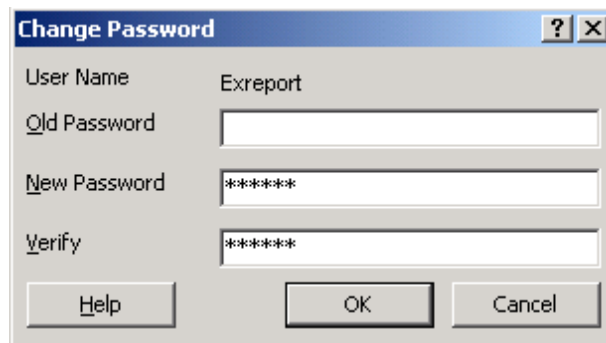 Change Password
User Name Exreport
Old Password
New Password ******
Verify ******
Help OK Cancel